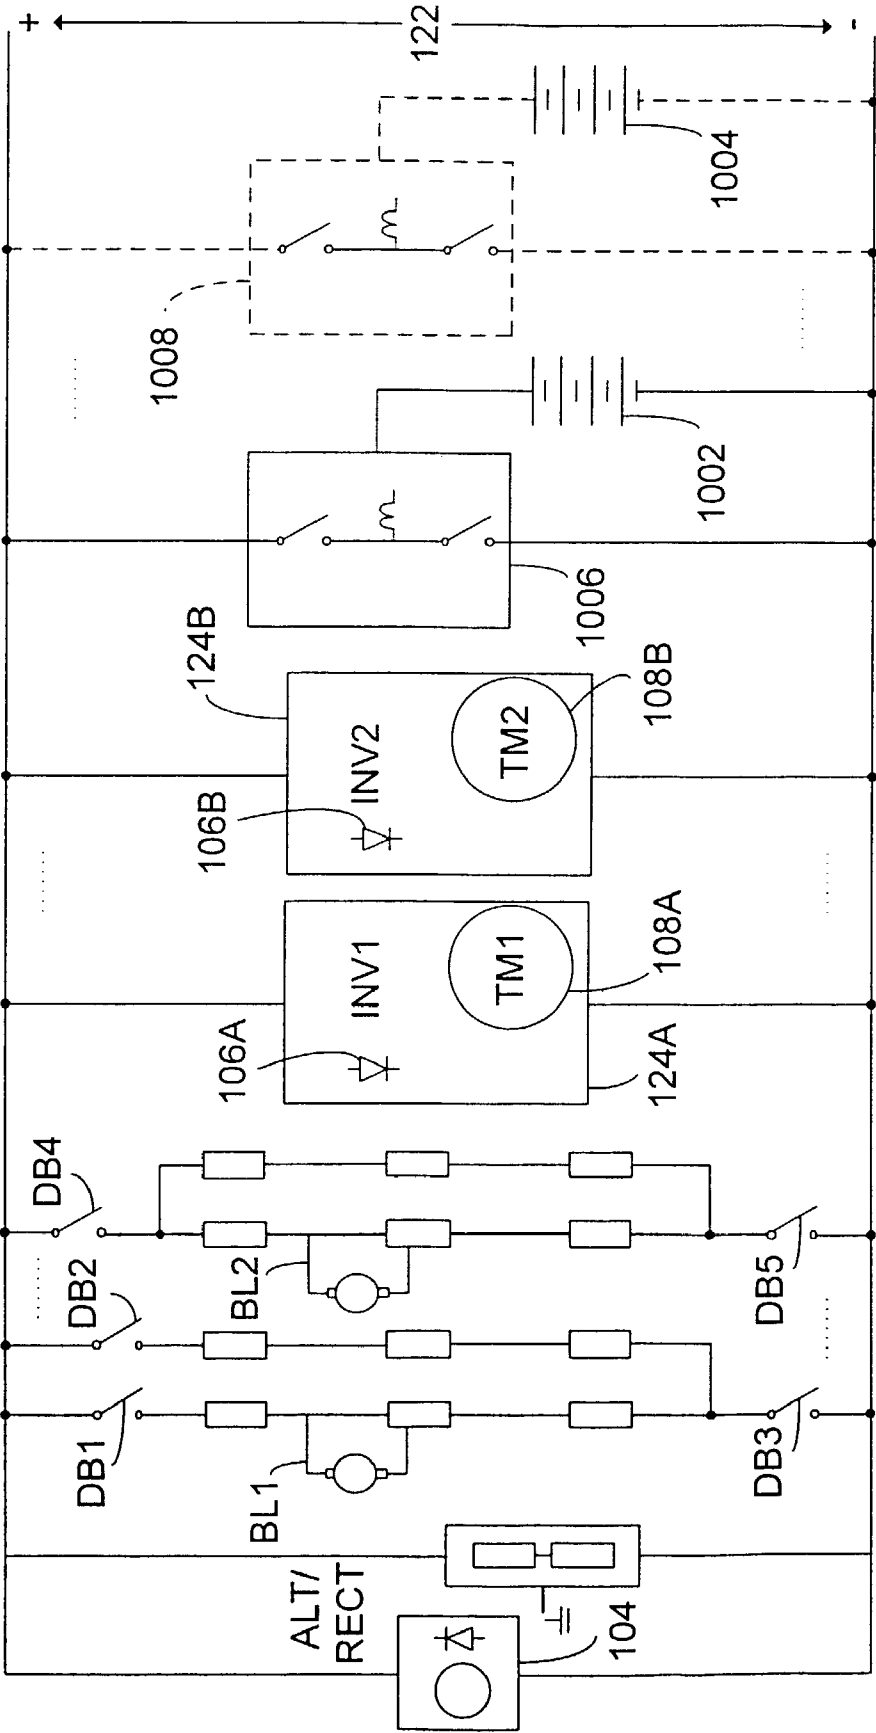 +
122
-
1004
1008
1002
1006
124B
INV2
TM2
106B
108B
INV1
TM1
106A
108A
124A
DB4
DB2
BL2
DB5
DB1
BL1
DB3
ALT/
RECT
104